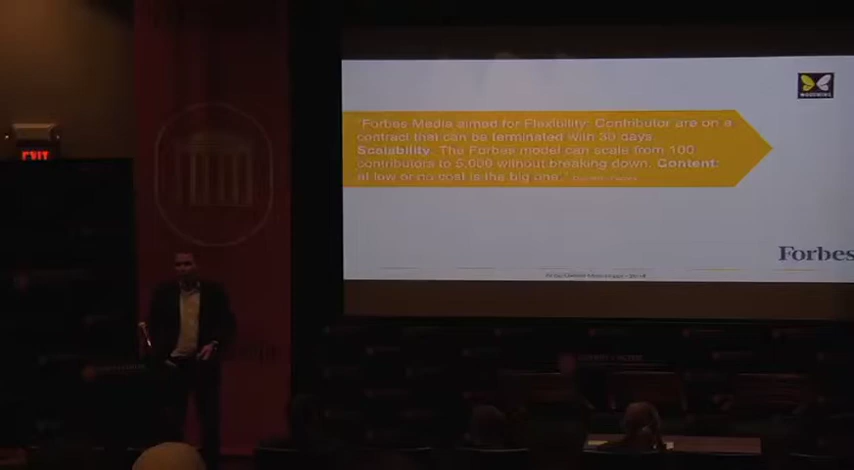 EXIT
WOODWING
"Forbes Media aimed for Flexibility: Contributor are on a
contract that can be terminated with 30 days.
Scalability. The Forbes model can scale from 100
contributors to 5,000 without breaking down. Content:
at low or no cost is the big one."
Forbes